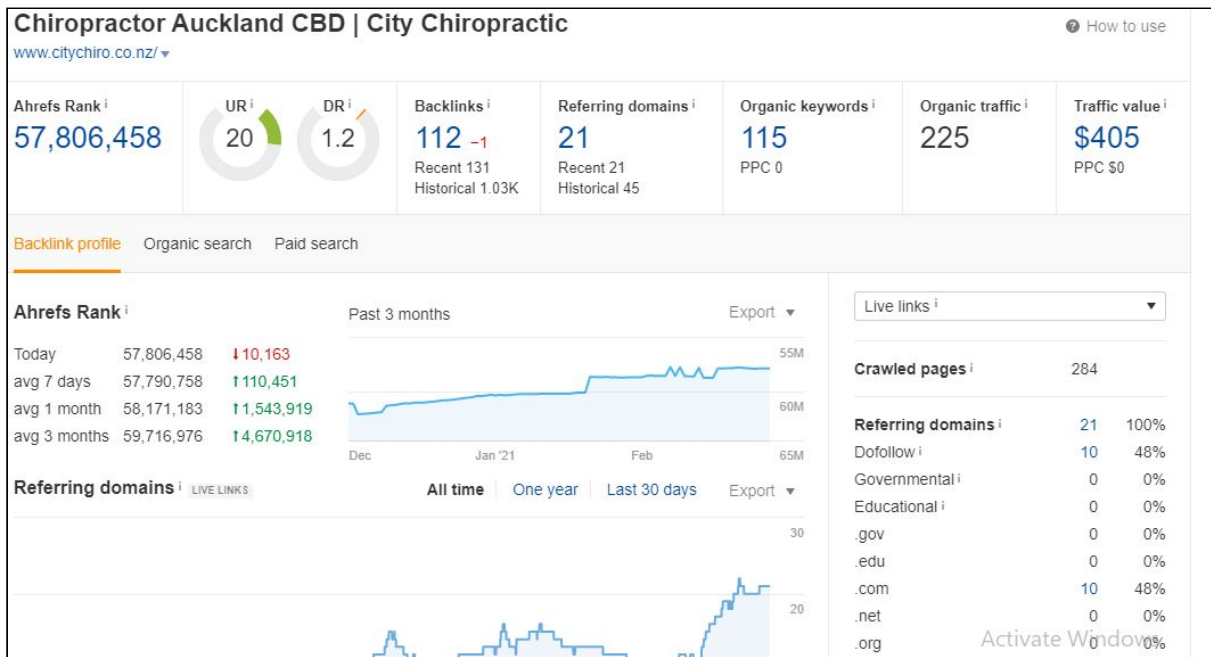 Chiropractor Auckland CBD | City Chiropractic
How to use
www.citychiro.co.nz/
Ahrefs Rank i
57,806,458
UR i
20
DR i
1.2
Backlinks i
112 −1
Recent 131
Historical 1.03K
Referring domains i
21
Recent 21
Historical 45
Organic keywords i
115
PPC 0
Organic traffic i
225
Traffic value i
$405
PPC $0
Backlink profile Organic search Paid search
Ahrefs Rank i
Today 57,806,458 ↓10,163
avg 7 days 57,790,758 ↑110,451
avg 1 month 58,171,183 ↑1,543,919
avg 3 months 59,716,976 ↑4,670,918
Past 3 months Export
55M
60M
65M
Dec Jan '21 Feb
Referring domains i LIVE LINKS All time One year Last 30 days Export
30
20
Live links i
Crawled pages i 284
Referring domains i 21 100%
Dofollow i 10 48%
Governmental i 0 0%
Educational i 0 0%
.gov 0 0%
.edu 0 0%
.com 10 48%
.net 0 0%
.org 0 0%
Activate Windows